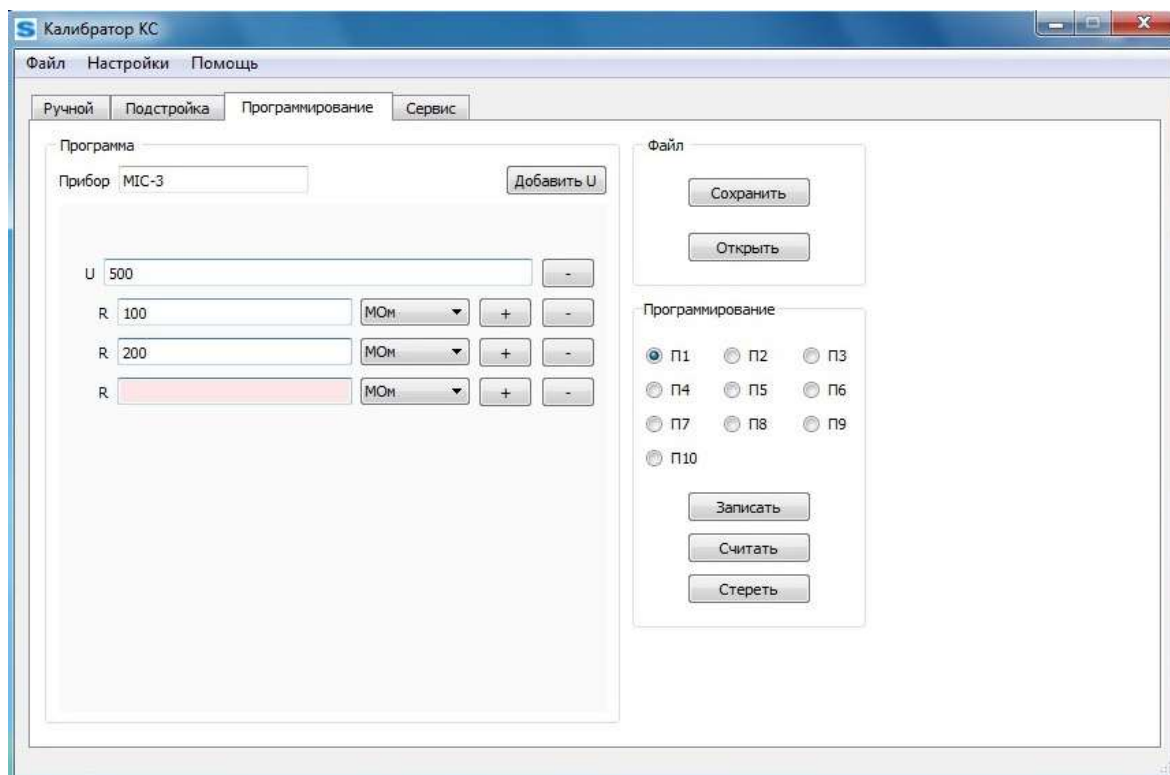 S Калибратор КС
Файл Настройки Помощь
Ручной Подстройка Программирование Сервис
Программа
Прибор MIC-3 Добавить U
U 500 -
R 100 МОм + -
R 200 МОм + -
R МОм + -
Файл
Сохранить
Открыть
Программирование
П1 П2 П3
П4 П5 П6
П7 П8 П9
П10
Записать
Считать
Стереть